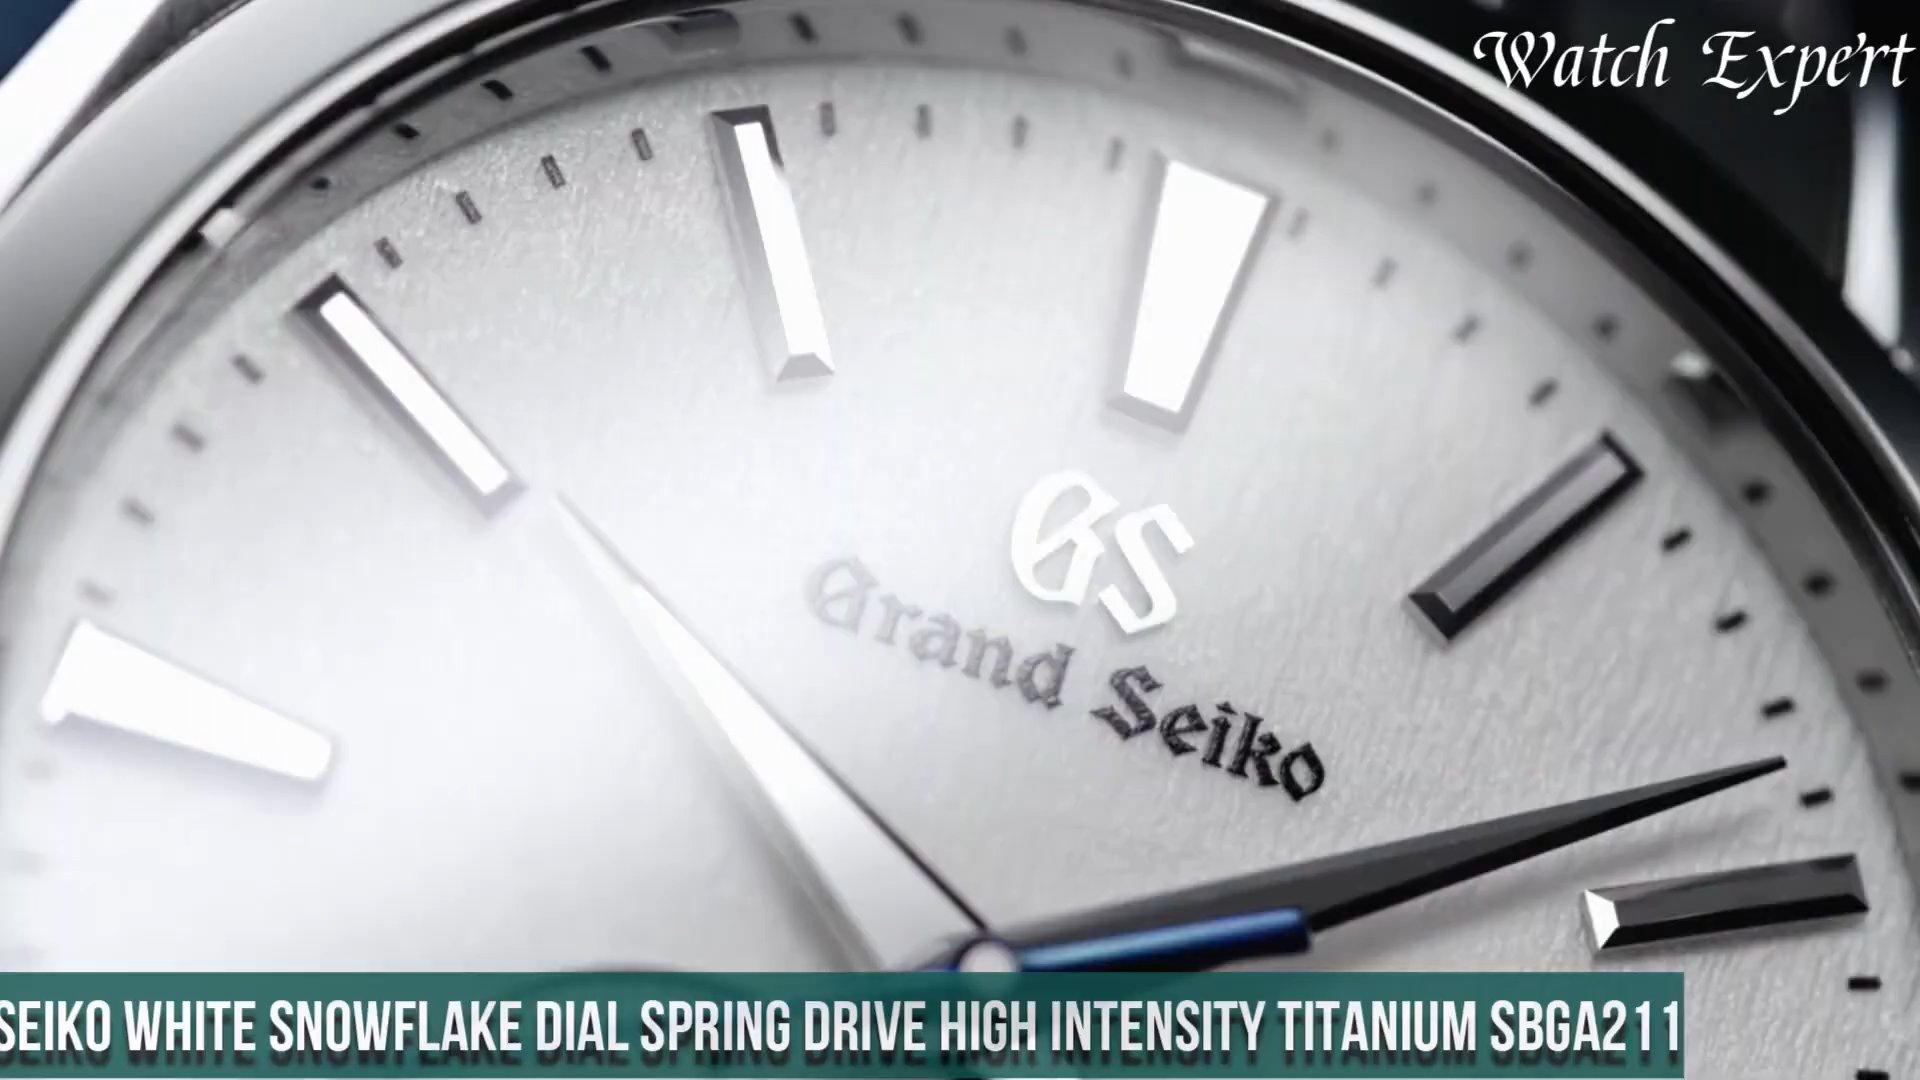 Watch Expert
GS
Grand Seiko
SEIKO WHITE SNOWFLAKE DIAL SPRING DRIVE HIGH INTENSITY TITANIUM SBGA211